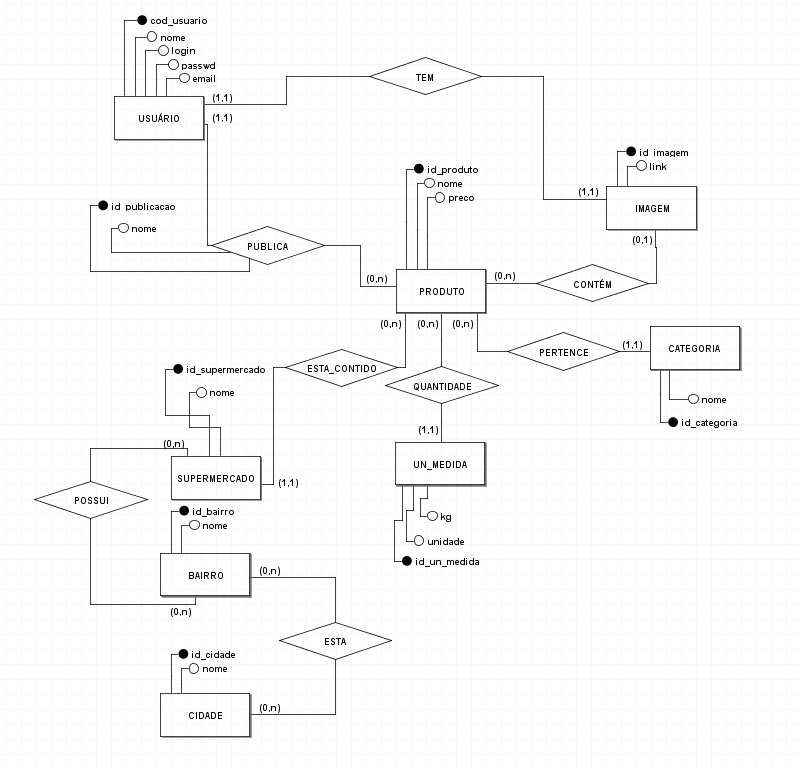 cod_usuario
nome
login
passwd
email
(1,1)
TEM
USUÁRIO
(1,1)
id_imagem
link
id_produto
nome
preco
(1,1)
IMAGEM
id_publicacao
nome
PUBLICA
(0,1)
(0,n)
PRODUTO
(0,n)
CONTÉM
(0,n)
(0,n)
(0,n)
PERTENCE
(1,1)
CATEGORIA
id_supermercado
nome
ESTA_CONTIDO
QUANTIDADE
nome
id_categoria
(1,1)
(0,n)
SUPERMERCADO
(1,1)
UN_MEDIDA
POSSUI
id_bairro
nome
kg
unidade
id_un_medida
BAIRRO
(0,n)
(0,n)
ESTA
id_cidade
nome
CIDADE
(0,n)